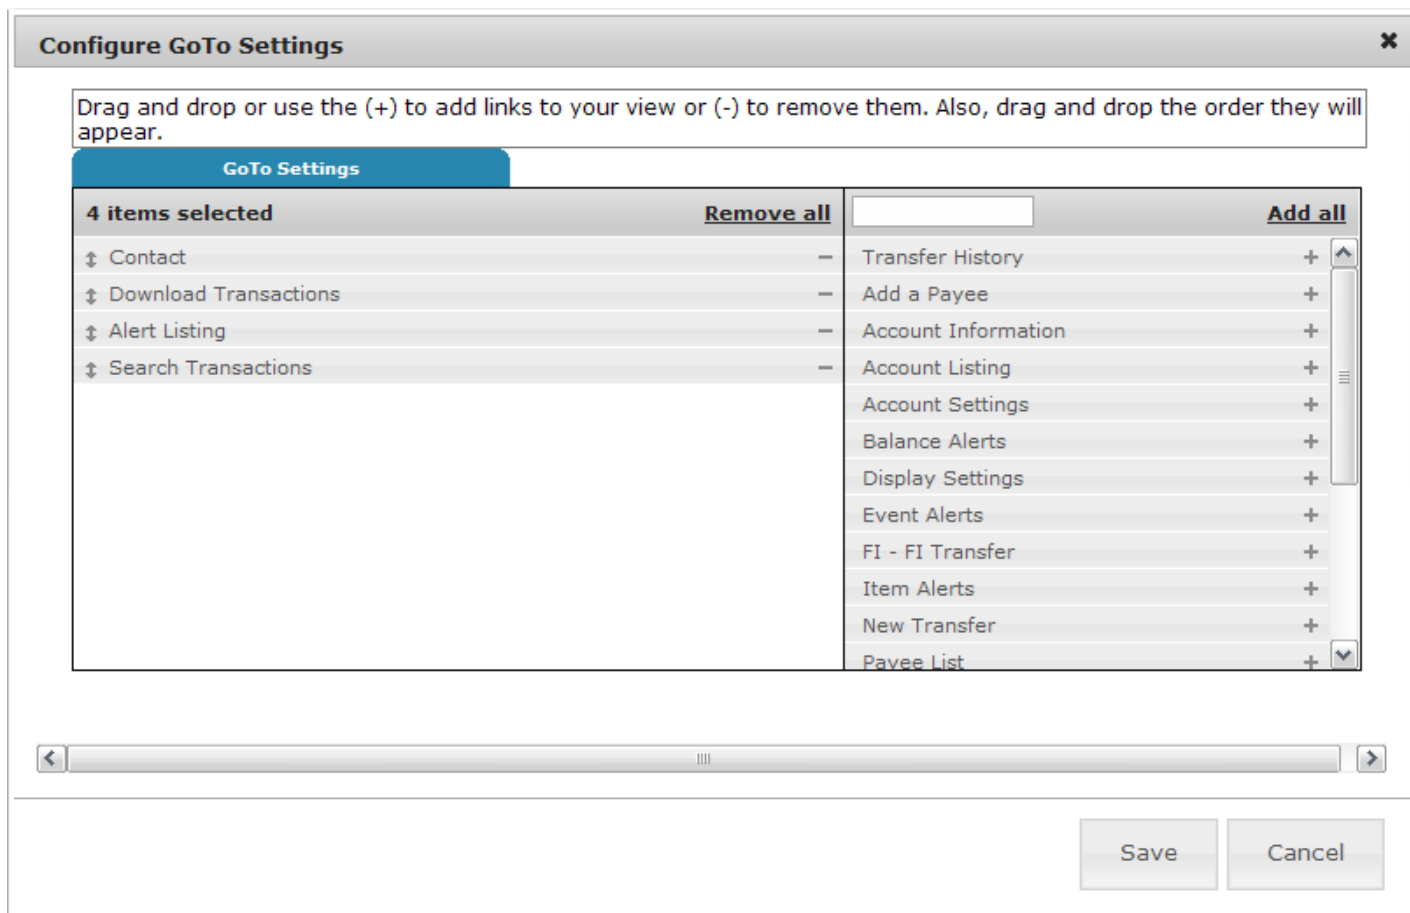 Configure GoTo Settings
Drag and drop or use the (+) to add links to your view or (-) to remove them. Also, drag and drop the order they will
appear.
GoTo Settings
4 items selected Remove all Add all
Contact
Download Transactions
Alert Listing
Search Transactions
Transfer History
Add a Payee
Account Information
Account Listing
Account Settings
Balance Alerts
Display Settings
Event Alerts
FI - FI Transfer
Item Alerts
New Transfer
Payee List
Save Cancel